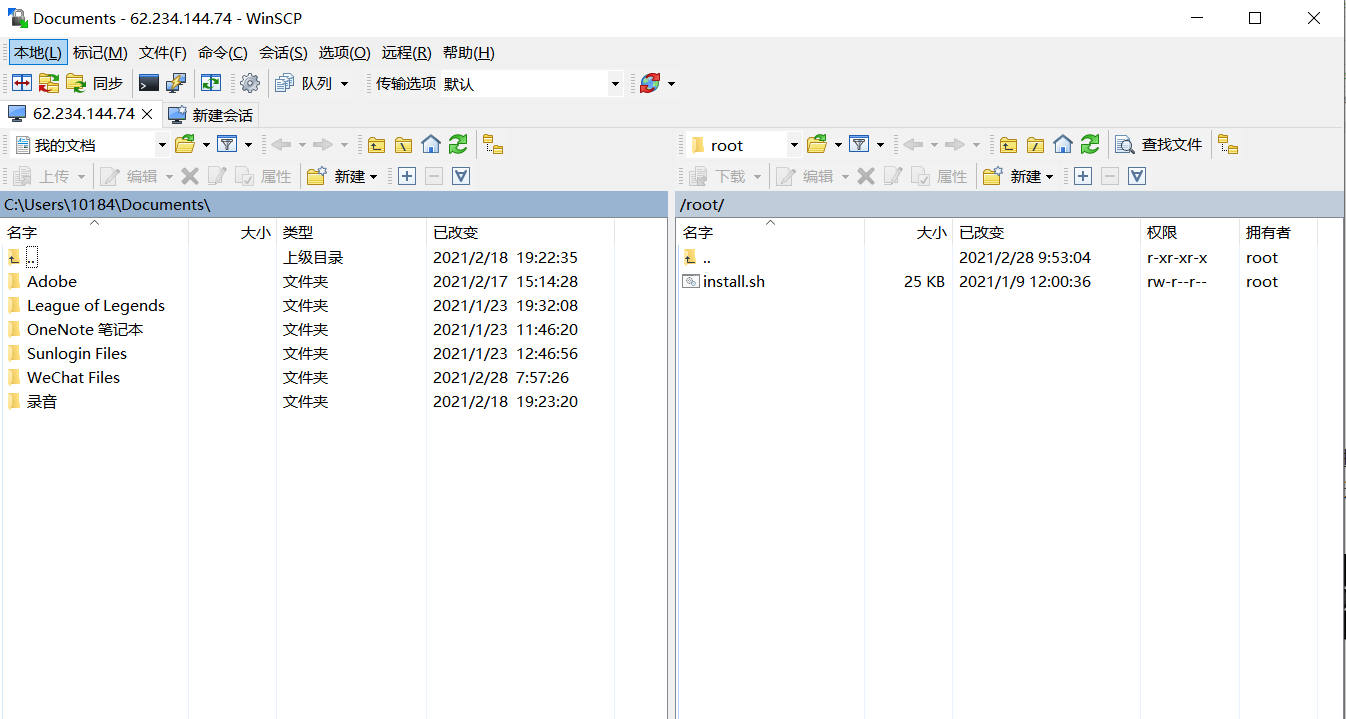 Documents - 62.234.144.74 - WinSCP
本地(L) 标记(M) 文件(F) 命令(C) 会话(S) 选项(O) 远程(R) 帮助(H)
同步 队列 传输选项 默认
62.234.144.74 新建会话
我的文档 root 查找文件
上传 编辑 属性 新建 下载 编辑 属性 新建
C:\Users\10184\Documents\ /root/
名字 大小 类型 已改变 名字 大小 已改变 权限 拥有者
.. 上级目录 2021/2/18 19:22:35 .. 2021/2/28 9:53:04 r-xr-xr-x root
Adobe 文件夹 2021/2/17 15:14:28 install.sh 25 KB 2021/1/9 12:00:36 rw-r--r-- root
League of Legends 文件夹 2021/1/23 19:32:08
OneNote 笔记本 文件夹 2021/1/23 11:46:20
Sunlogin Files 文件夹 2021/1/23 12:46:56
WeChat Files 文件夹 2021/2/28 7:57:26
录音 文件夹 2021/2/18 19:23:20